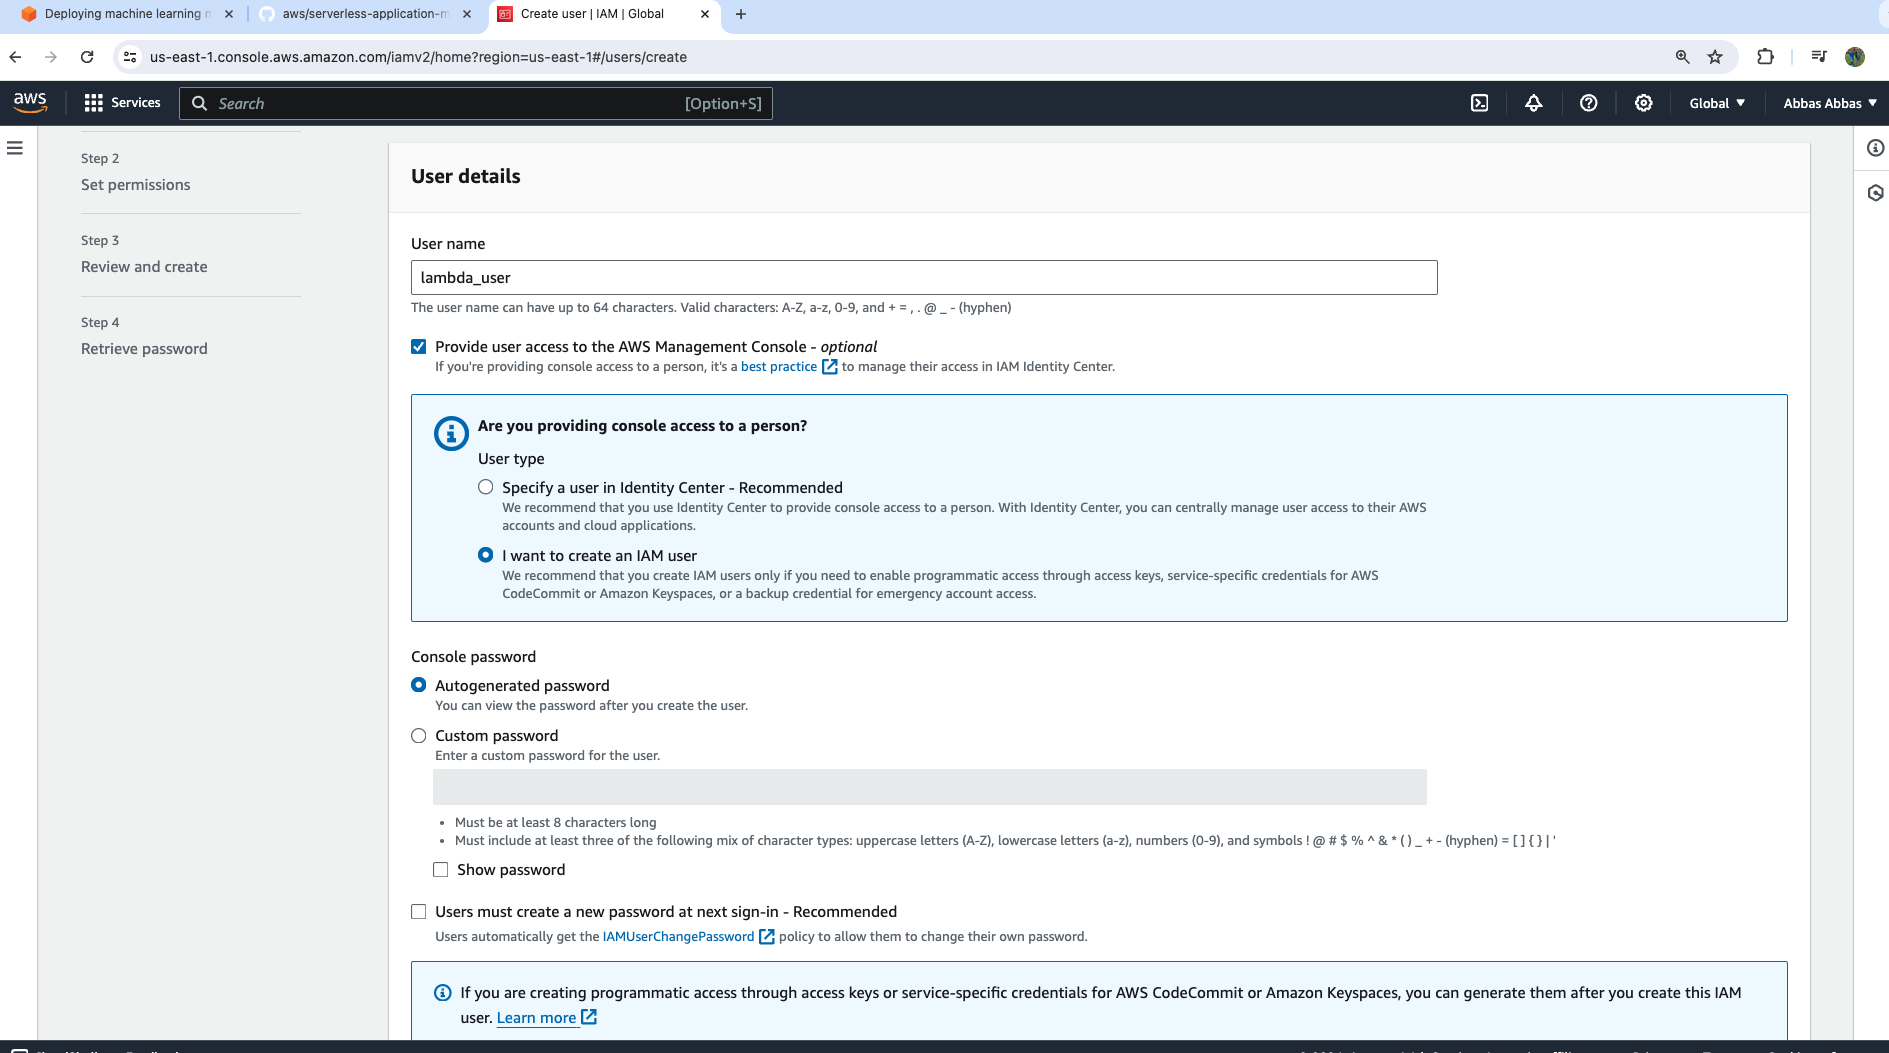 Deploying machine learning m
aws/serverless-application-m
Create user | IAM | Global
us-east-1.console.aws.amazon.com/iamv2/home?region=us-east-1#/users/create
aws
Services
Search
[Option+S]
Global
Abbas Abbas
Step 2
Set permissions
Step 3
Review and create
Step 4
Retrieve password
User details
User name
lambda_user
The user name can have up to 64 characters. Valid characters: A-Z, a-z, 0-9, and + = , . @ _ - (hyphen)
Provide user access to the AWS Management Console - optional
If you're providing console access to a person, it's a best practice to manage their access in IAM Identity Center.
Are you providing console access to a person?
User type
Specify a user in Identity Center - Recommended
We recommend that you use Identity Center to provide console access to a person. With Identity Center, you can centrally manage user access to their AWS
accounts and cloud applications.
I want to create an IAM user
We recommend that you create IAM users only if you need to enable programmatic access through access keys, service-specific credentials for AWS
CodeCommit or Amazon Keyspaces, or a backup credential for emergency account access.
Console password
Autogenerated password
You can view the password after you create the user.
Custom password
Enter a custom password for the user.
• Must be at least 8 characters long
• Must include at least three of the following mix of character types: uppercase letters (A-Z), lowercase letters (a-z), numbers (0-9), and symbols ! @ # $ % ^ & * ( ) _ + - (hyphen) = [ ] { } | '
Show password
Users must create a new password at next sign-in - Recommended
Users automatically get the IAMUserChangePassword policy to allow them to change their own password.
If you are creating programmatic access through access keys or service-specific credentials for AWS CodeCommit or Amazon Keyspaces, you can generate them after you create this IAM
user. Learn more